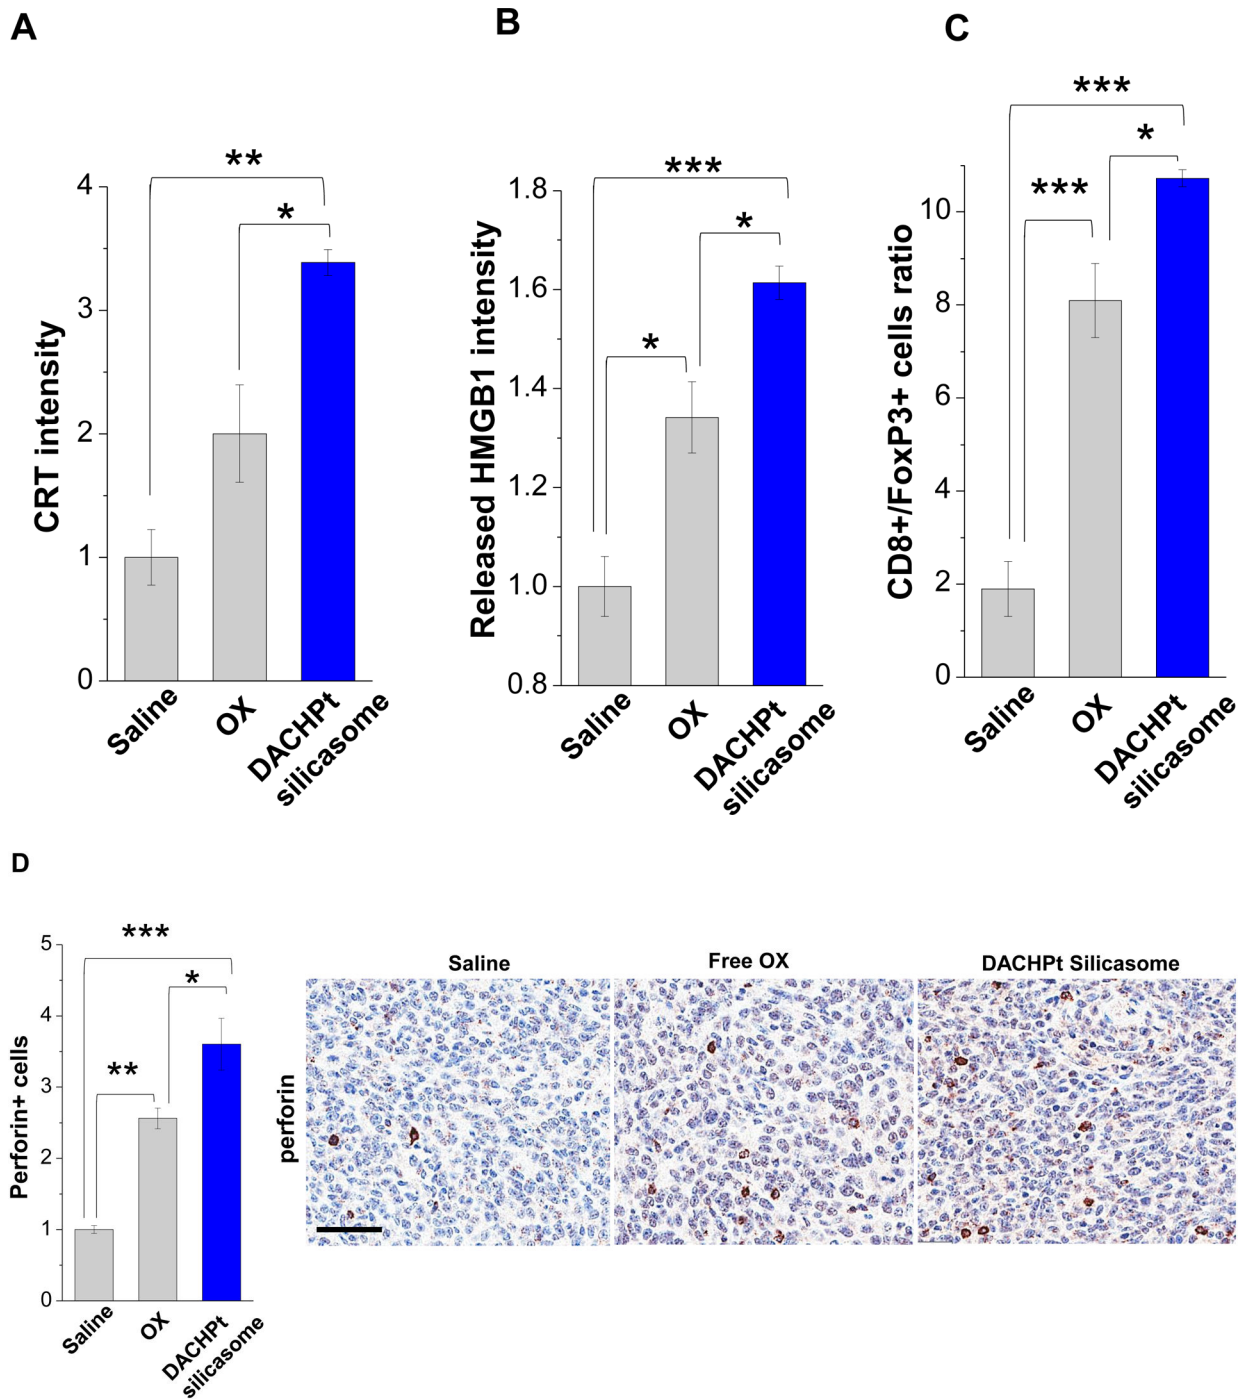 A
B
C
**
*
4
3
2
1
0
CRT intensity
Saline
OX
DACHPt
silicasome
***
*
*
1.8
1.6
1.4
1.2
1.0
0.8
Released HMGB1 intensity
Saline
OX
DACHPt
silicasome
***
*
***
10
8
6
4
2
0
CD8+/FoxP3+ cells ratio
Saline
OX
DACHPt
silicasome
D
***
*
**
5
4
3
2
1
0
Perforin+ cells
Saline
OX
DACHPt
silicasome
Saline
Free OX
DACHPt Silicasome
perforin